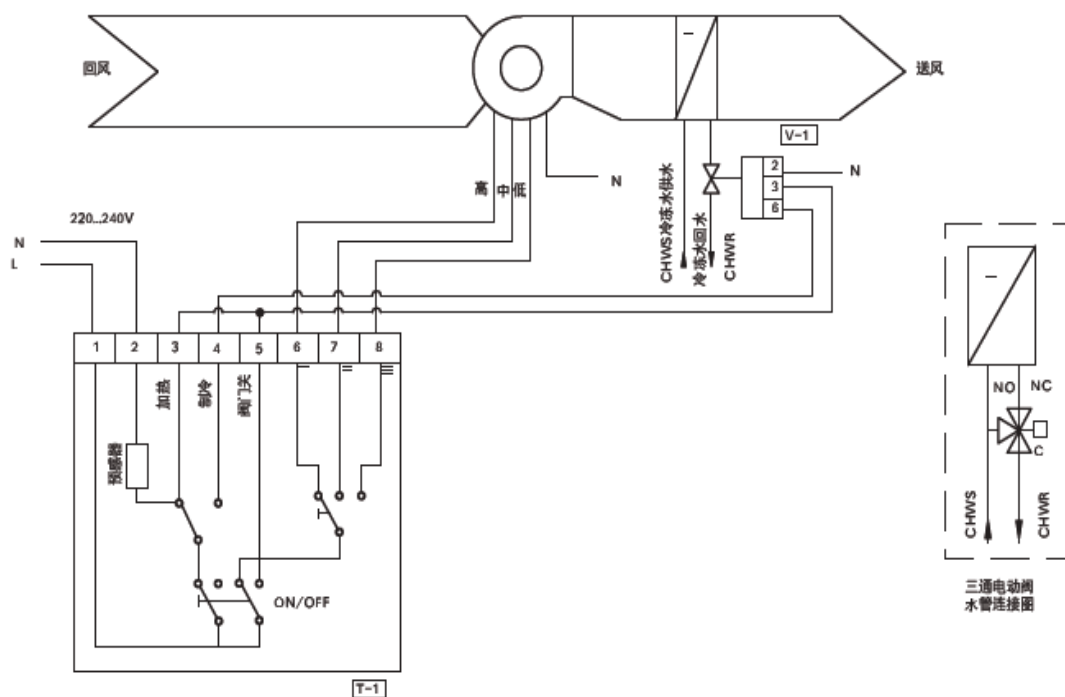 回风
送风
V-1
高
中
低
N
2
3
6
N
CHWS冷冻水供水
冷冻水回水
CHWR
220...240V
N
L
1 2 3 4 5 6 7 8
加热
制冷
阀门关
预感器
ON/OFF
T-1
NO
NC
C
CHWS
CHWR
三通电动阀
水管连接图